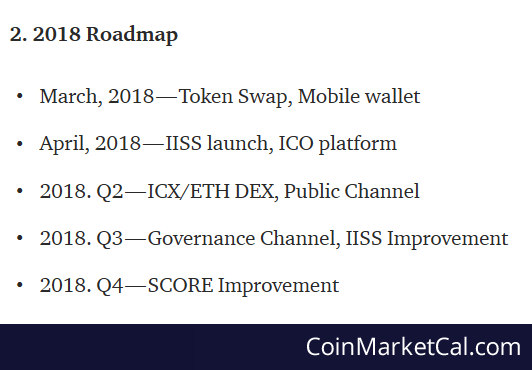 2. 2018 Roadmap
• March, 2018—Token Swap, Mobile wallet
• April, 2018—IISS launch, ICO platform
• 2018. Q2—ICX/ETH DEX, Public Channel
• 2018. Q3—Governance Channel, IISS Improvement
• 2018. Q4—SCORE Improvement
CoinMarketCal.com